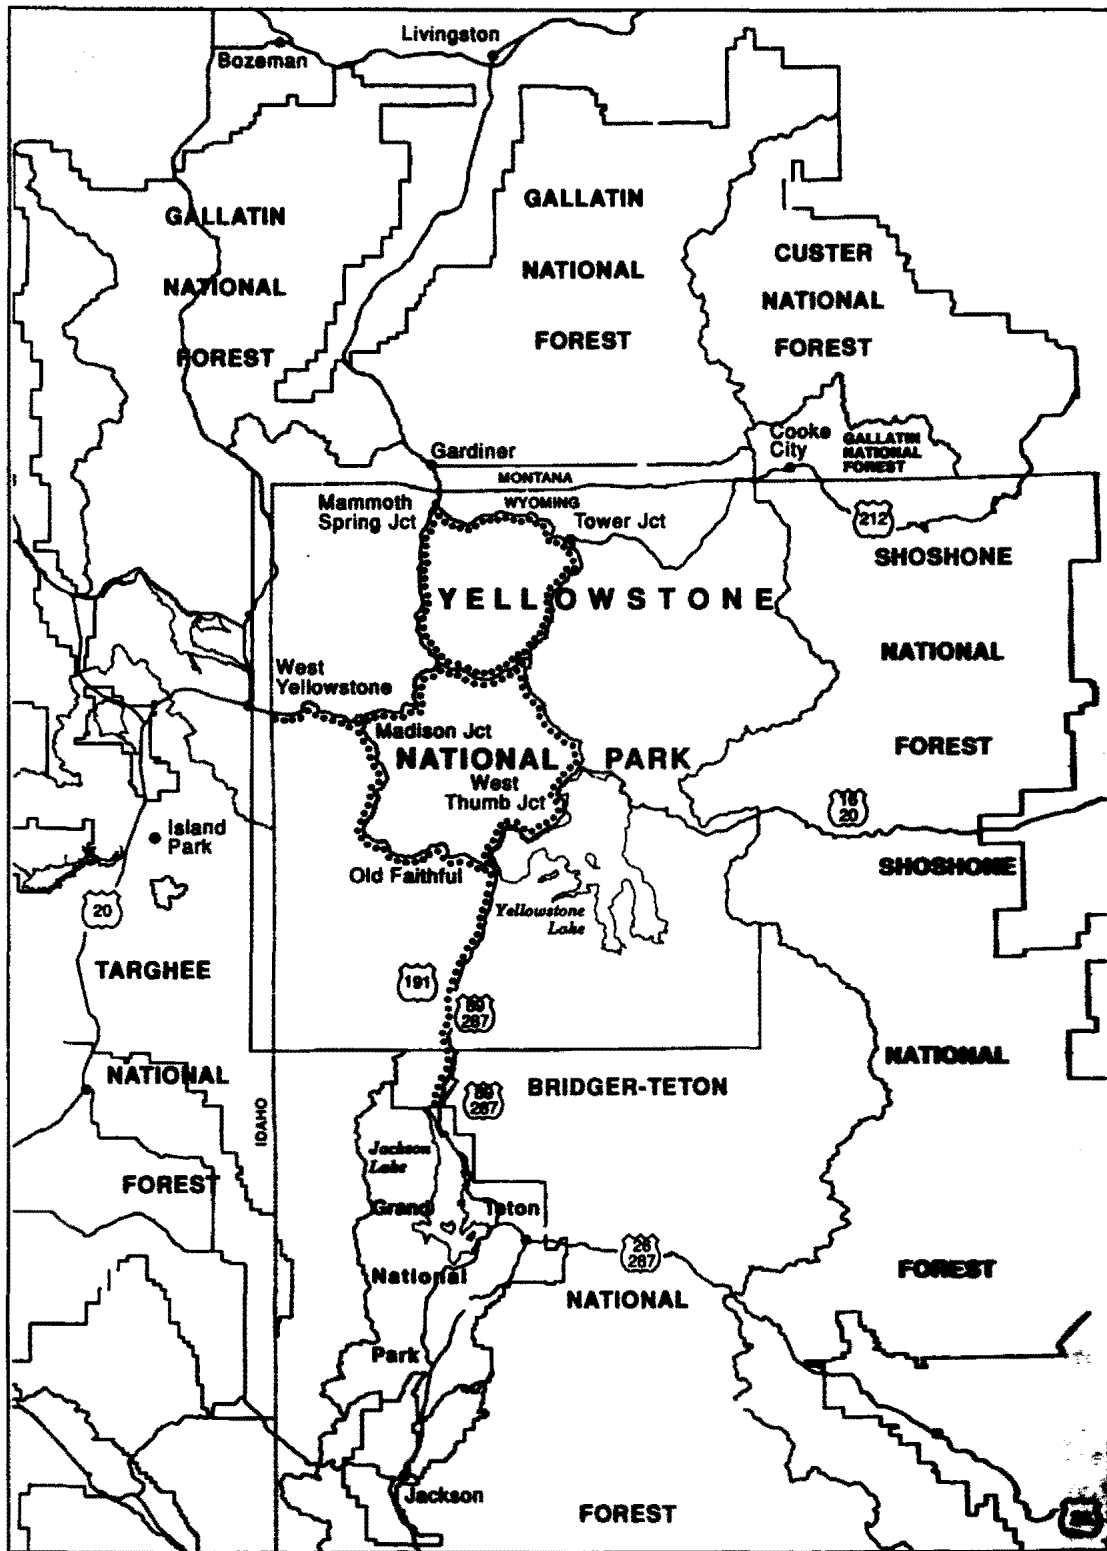 Livingston
Bozeman
GALLATIN
NATIONAL
FOREST
GALLATIN
NATIONAL
FOREST
CUSTER
NATIONAL
FOREST
Cooke
City
GALLATIN
NATIONAL
FOREST
Gardiner
MONTANA
WYOMING
Mammoth
Spring Jct
Tower Jct
212
SHOSHONE
NATIONAL
FOREST
YELLOWSTONE
West
Yellowstone
Madison Jct
NATIONAL PARK
West
Thumb Jct
16
20
Island
Park
Old Faithful
SHOSHONE
NATIONAL
FOREST
Yellowstone
Lake
20
TARGHEE
NATIONAL
FOREST
191
89
287
IDAHO
BRIDGER-TETON
NATIONAL
FOREST
89
287
Jackson
Lake
Grand Teton
National
Park
26
287
Jackson